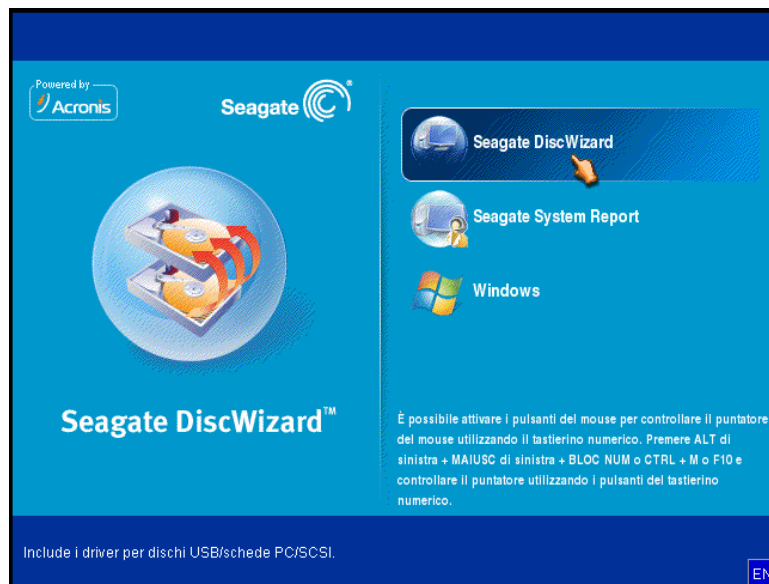 Powered by
Acronis
Seagate
Seagate DiscWizard
Seagate System Report
Windows
Seagate DiscWizard™
È possibile attivare i pulsanti del mouse per controllare il puntatore
del mouse utilizzando il tastierino numerico. Premere ALT di
sinistra + MAIUSC di sinistra + BLOC NUM o CTRL + M o F10 e
controllare il puntatore utilizzando i pulsanti del tastierino
numerico.
Include i driver per dischi USB/schede PC/SCSI.
EN